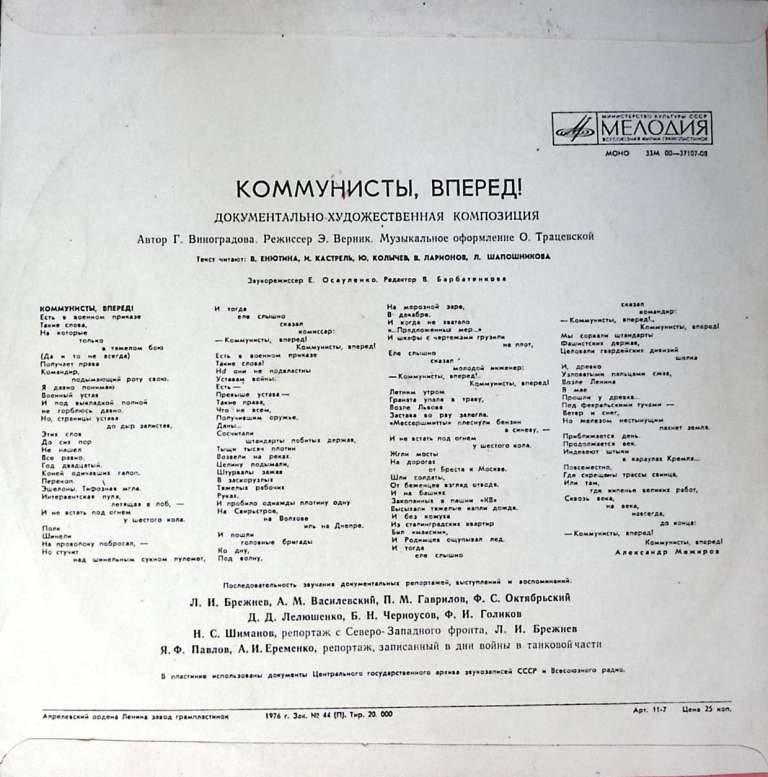 МИНИСТЕРСТВО КУЛЬТУРЫ СССР
МЕЛОДИЯ
ВСЕСОЮЗНАЯ ФИРМА ГРАМПЛАСТИНОК
МОНО 33М 00—37107-08
КОММУНИСТЫ, ВПЕРЕД!
ДОКУМЕНТАЛЬНО-ХУДОЖЕСТВЕННАЯ КОМПОЗИЦИЯ
Автор Г. Виноградова. Режиссер Э. Верник. Музыкальное оформление О. Трацевской
Текст читают: В. ЕНЮТИНА, И. КАСТРЕЛЬ, Ю. КОЛЫЧЕВ, В. ЛАРИОНОВ, Л. ШАПОШНИКОВА
Звукорежиссер Е. Осауленко. Редактор В. Барбатенкова
КОММУНИСТЫ, ВПЕРЕД!
Есть в военном приказе
Такие слова,
На которые
только
в тяжелом бою
(Да и то не всегда)
Получает права
Командир,
подымающий роту свою.
Я давно понимаю
Военный устав
И под выкладкой полной
не горблюсь давно.
Но, страницы устава
до дыр залистав,
Этих слов
До сих пор
Не нашел
Все равно.
Год двадцатый.
Коней одичавших галоп.
Перекоп.
Эшелоны. Тифозная мгла.
Интервентская пуля,
летящая в лоб, —
И не встать под огнем
у шестого кола.
Полк
Шинели
На проволоку побросал, —
Но стучит
над шинельным сукном пулемет,
И тогда
еле слышно
сказал
комиссар:
— Коммунисты, вперед!
Коммунисты, вперед!
Есть в военном приказе
Такие слова!
Но они не подвластны
Уставам войны.
Есть —
Превыше устава —
Такие права,
Что не всем,
Получившим оружье,
Даны...
Сосчитали
штандарты побитых держав,
Тыщи тысяч плотин
Возвели на реках.
Целину подымали,
Штурвалы зажав
В заскорузлых
Тяжелых рабочих
Руках.
И пробило однажды плотину одну
На Свирьстрое,
на Волхове
иль на Днепре.
И пошли
головные бригады
Ко дну,
Под волну,
На морозной заре,
В декабре,
И когда не хватало
«...Предложенных мер...»
И шкафы с чертежами грузили
на плот,
Еле слышно
сказал
молодой инженер:
— Коммунисты, вперед!..
Коммунисты, вперед!
Летним утром
Граната упала в траву,
Возле Львова
Застава во рву залегла.
«Мессершмитты» плеснули бензин
в синеву, —
И не встать под огнем
у шестого кола.
Жгли мосты
На дорогах
от Бреста к Москве.
Шли солдаты,
От беженцев взгляд отводя.
И на башнях
Закопанных в пашни «КВ»
Высыхали тяжелые капли дождя.
И без кожуха
Из сталинградских квартир
Бил «максим»,
И Родимцев ощупывал лед.
И тогда
еле слышно
сказал
командир:
— Коммунисты, вперед!..
Коммунисты, вперед!
Мы сорвали штандарты
Фашистских держав,
Целовали гвардейских дивизий
шелка
И, древко
Узловатыми пальцами сжав,
Возле Ленина
В мае
Прошли у древка...
Под февральскими тучами —
Ветер и снег,
Но железом нестынущим
пахнет земля.
Приближается день.
Продолжается век.
Индевеют штыки
в караулах Кремля...
Повсеместно,
Где скрещены трассы свинца,
Или там,
где кипенье великих работ,
Сквозь века,
на века,
навсегда,
до конца:
— Коммунисты, вперед!
Коммунисты, вперед!
Александр Межиров
Последовательность звучания документальных репортажей, выступлений и воспоминаний:
Л. И. Брежнев, А. М. Василевский, П. М. Гаврилов, Ф. С. Октябрьский
Д. Д. Лелюшенко, Б. Н. Черноусов, Ф. И. Голиков
Н. С. Шиманов, репортаж с Северо-Западного фронта, Л. И. Брежнев
Я. Ф. Павлов, А. И. Еременко, репортаж, записанный в дни войны в танковой части
В пластинке использованы документы Центрального государственного архива звукозаписей СССР и Всесоюзного радио.
Апрелевский ордена Ленина завод грампластинок 1976 г. Зак. № 44 (П). Тир. 20. 000 Арт. 11-7 Цена 25 коп.